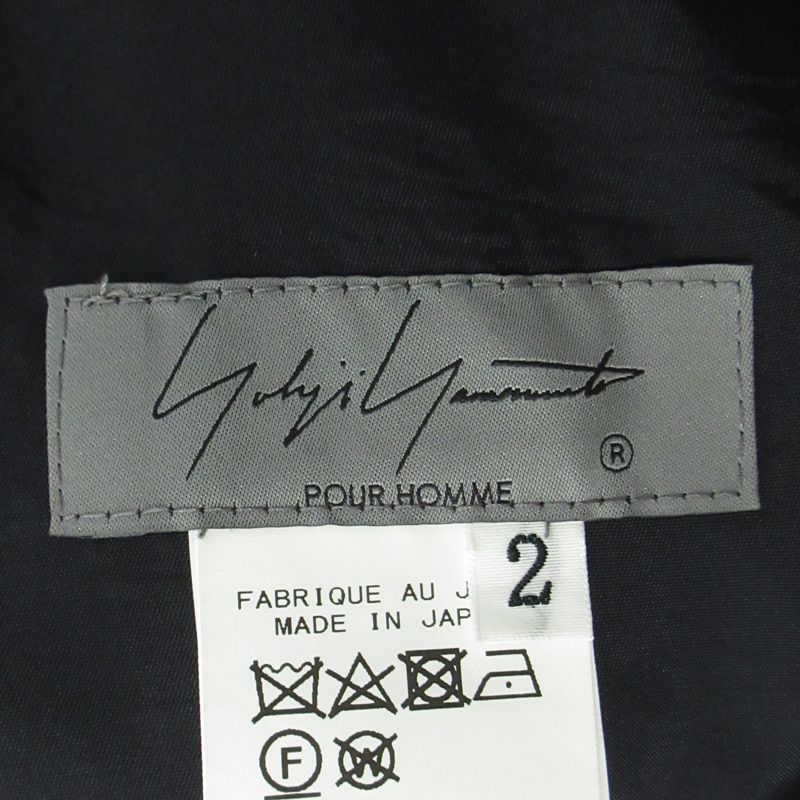 Yohji Yamamoto
®
POUR HOMME
2
FABRIQUE AU J
MADE IN JAP
F W